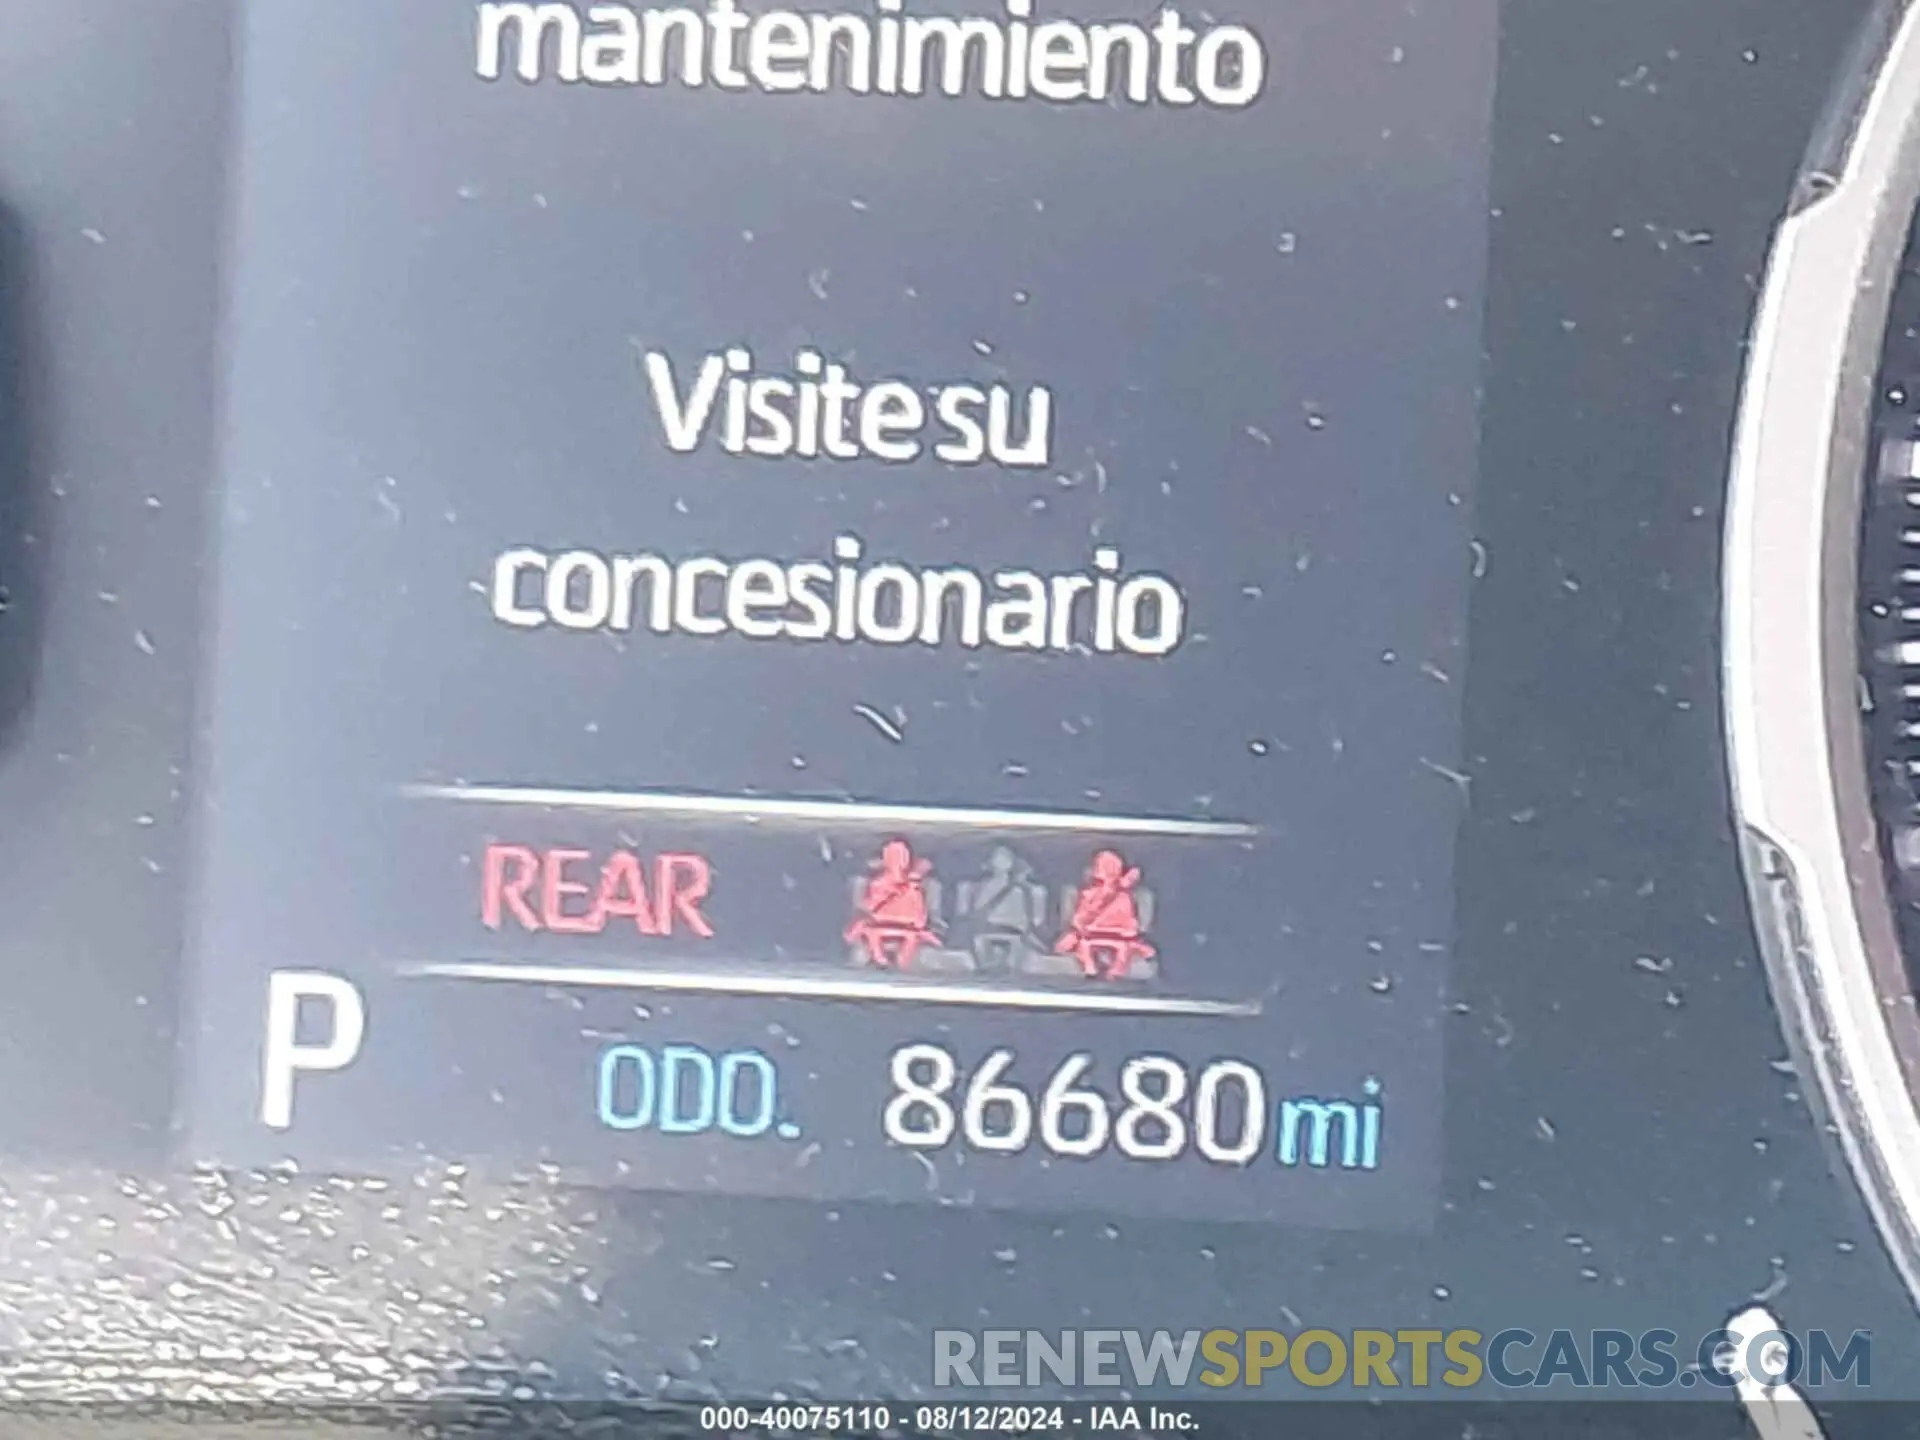 mantenimiento
Visite su
concesionario
REAR
P
ODO. 86680 mi
RENEWSPORTSCARS.COM
000-40075110 - 08/12/2024 - IAA Inc.